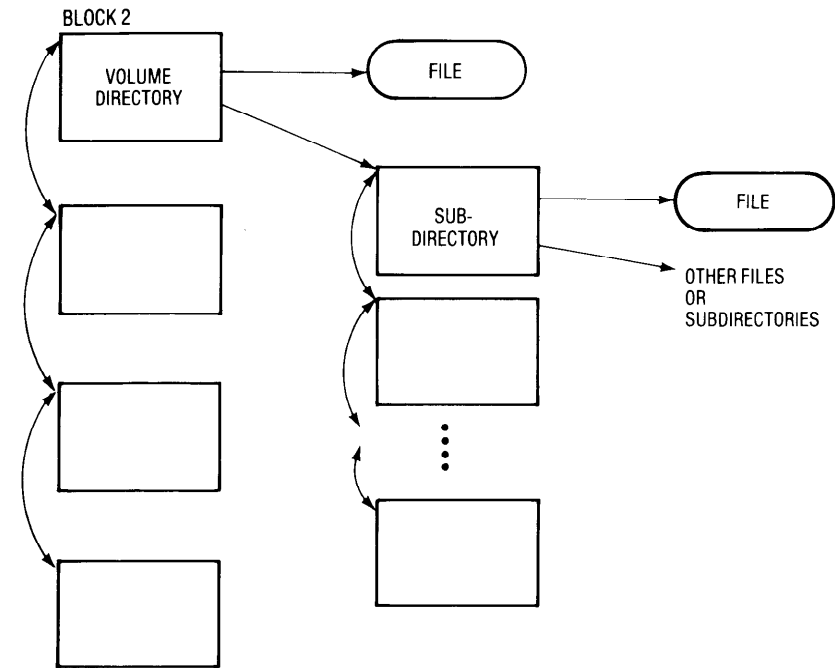 BLOCK 2
VOLUME
DIRECTORY
FILE
SUB-
DIRECTORY
FILE
OTHER FILES
OR
SUBDIRECTORIES